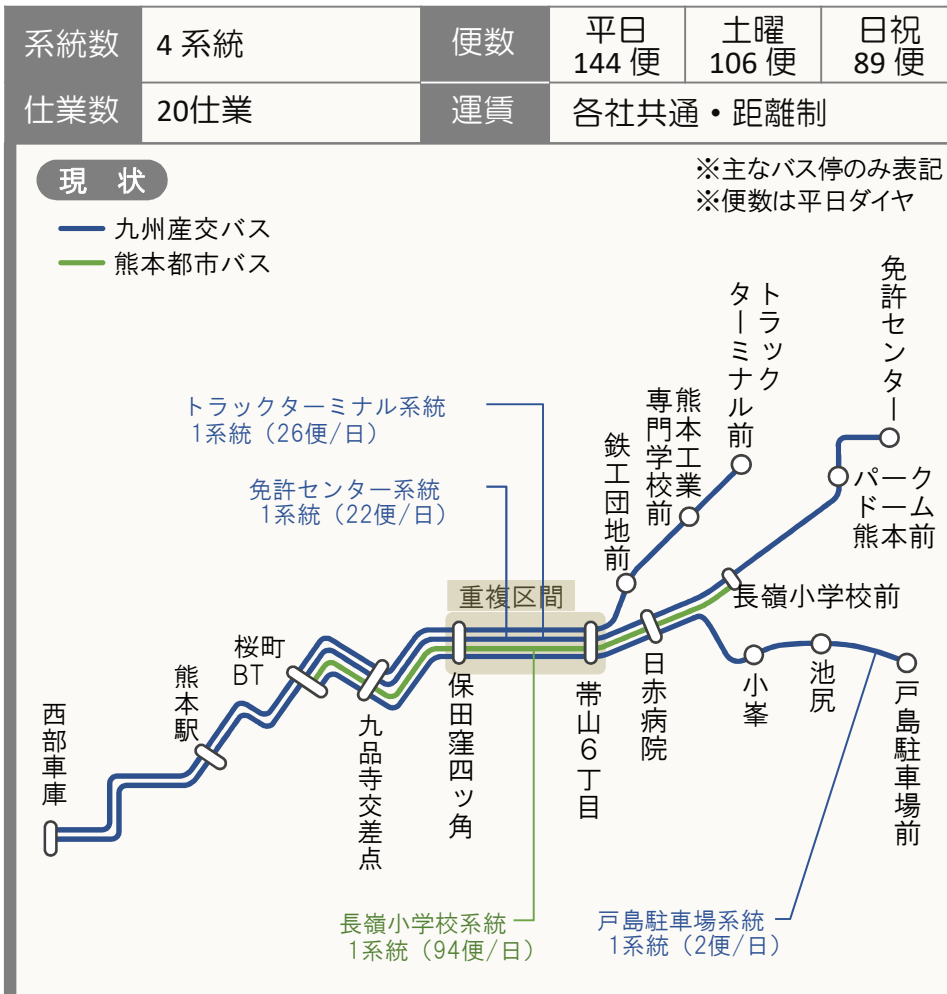 系統数
4 系統
便数
平日
144 便
土曜
106 便
日祝
89 便
仕業数
20仕業
運賃
各社共通・距離制
現 状
※主なバス停のみ表記
※便数は平日ダイヤ
九州産交バス
熊本都市バス
トラックターミナル系統
1系統（26便/日）
免許センター系統
1系統（22便/日）
重複区間
西部車庫
熊本駅
桜町
BT
九品寺交差点
保田窪四ッ角
帯山６丁目
鉄工団地前
熊本工業
専門学校前
トラック
ターミナル前
免許センター
パーク
ドーム
熊本前
長嶺小学校前
日赤病院
小峯
池尻
戸島駐車場前
長嶺小学校系統
1系統（94便/日）
戸島駐車場系統
1系統（2便/日）